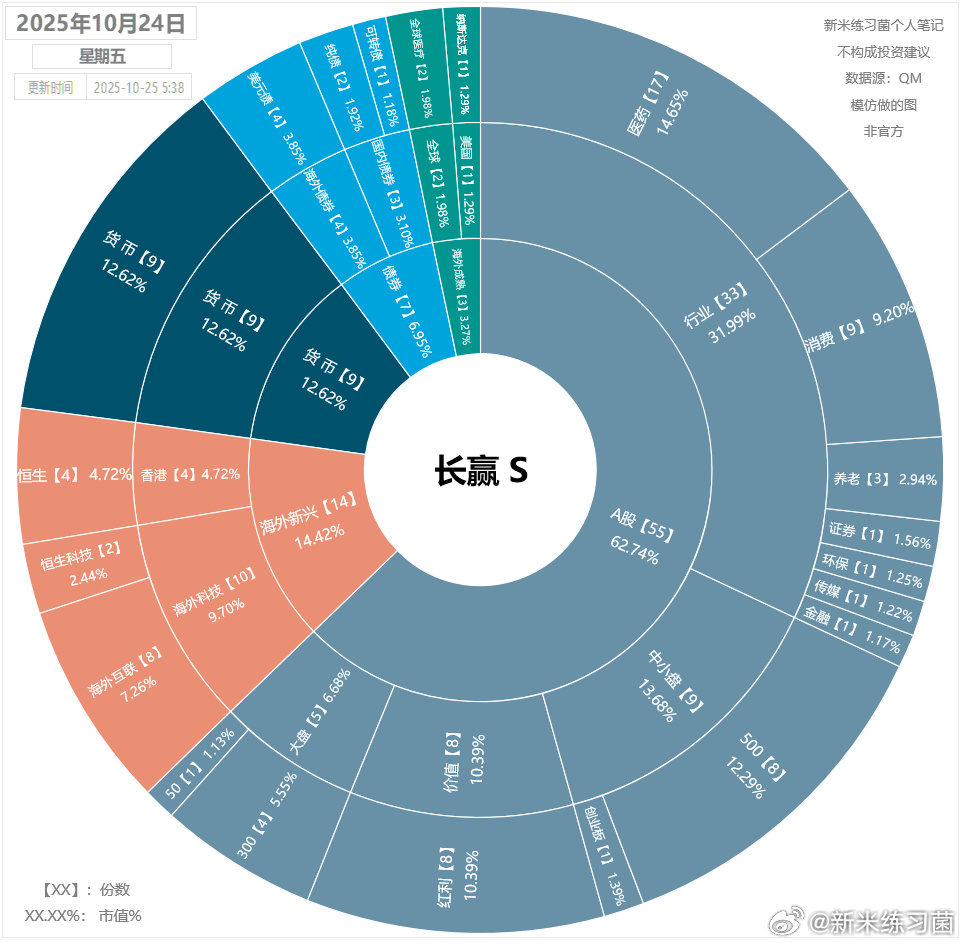 2025年10月24日
星期五
更新时间 2025-10-25 5:38
新米练习菌个人笔记
不构成投资建议
数据源：QM
模仿做的图
非官方
长赢 S
A股【55】
62.74%
行业【33】
31.99%
医药【17】
14.65%
消费【9】 9.20%
养老【3】 2.94%
证券【1】 1.56%
环保【1】 1.25%
传媒【1】 1.22%
金融【1】 1.17%
中小盘【9】
13.68%
500【8】
12.29%
创业板【1】 1.39%
价值【8】
10.39%
红利【8】
10.39%
大盘【5】 6.68%
300【4】 5.55%
50【1】 1.13%
海外新兴【14】
14.42%
海外科技【10】
9.70%
海外互联【8】
7.26%
恒生科技【2】
2.44%
香港【4】 4.72%
恒生【4】 4.72%
货 币【9】
12.62%
货 币【9】
12.62%
货 币【9】
12.62%
债券【7】 6.95%
海外债券【4】 3.85%
美元债【4】 3.85%
国内债券【3】 3.10%
纯债【2】 1.92%
可转债【1】 1.18%
海外成熟【3】 3.27%
全球【2】 1.98%
全球医疗【2】 1.98%
美国【1】 1.29%
纳斯达克【1】 1.29%
【XX】：份数
XX.XX%： 市值%
@新米练习菌